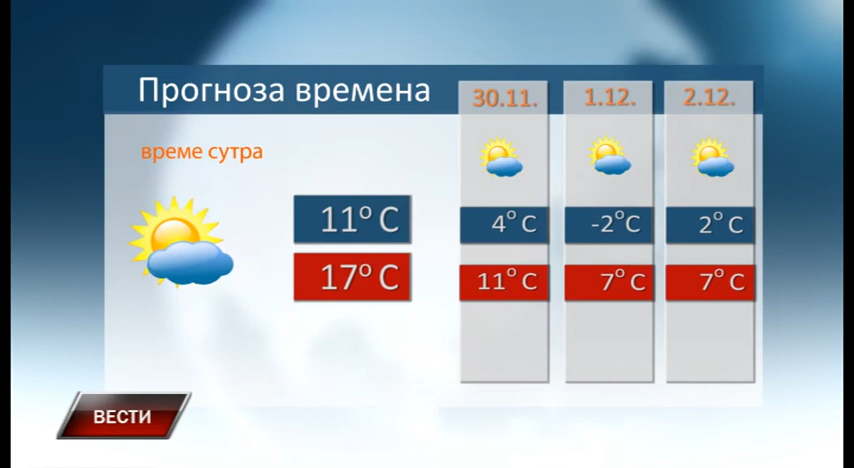 Прогноза времена
време сутра
11° C
17° C
30.11. 1.12. 2.12.
4° C -2°C 2° C
11° C 7° C 7° C
ВЕСТИ